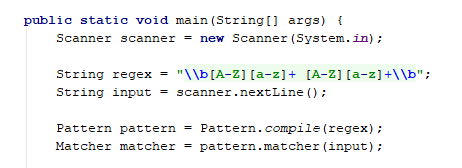 public static void main(String[] args) {
Scanner scanner = new Scanner(System.in);
String regex = "\\b[A-Z][a-z]+ [A-Z][a-z]+\\b";
String input = scanner.nextLine();
Pattern pattern = Pattern.compile(regex);
Matcher matcher = pattern.matcher(input);